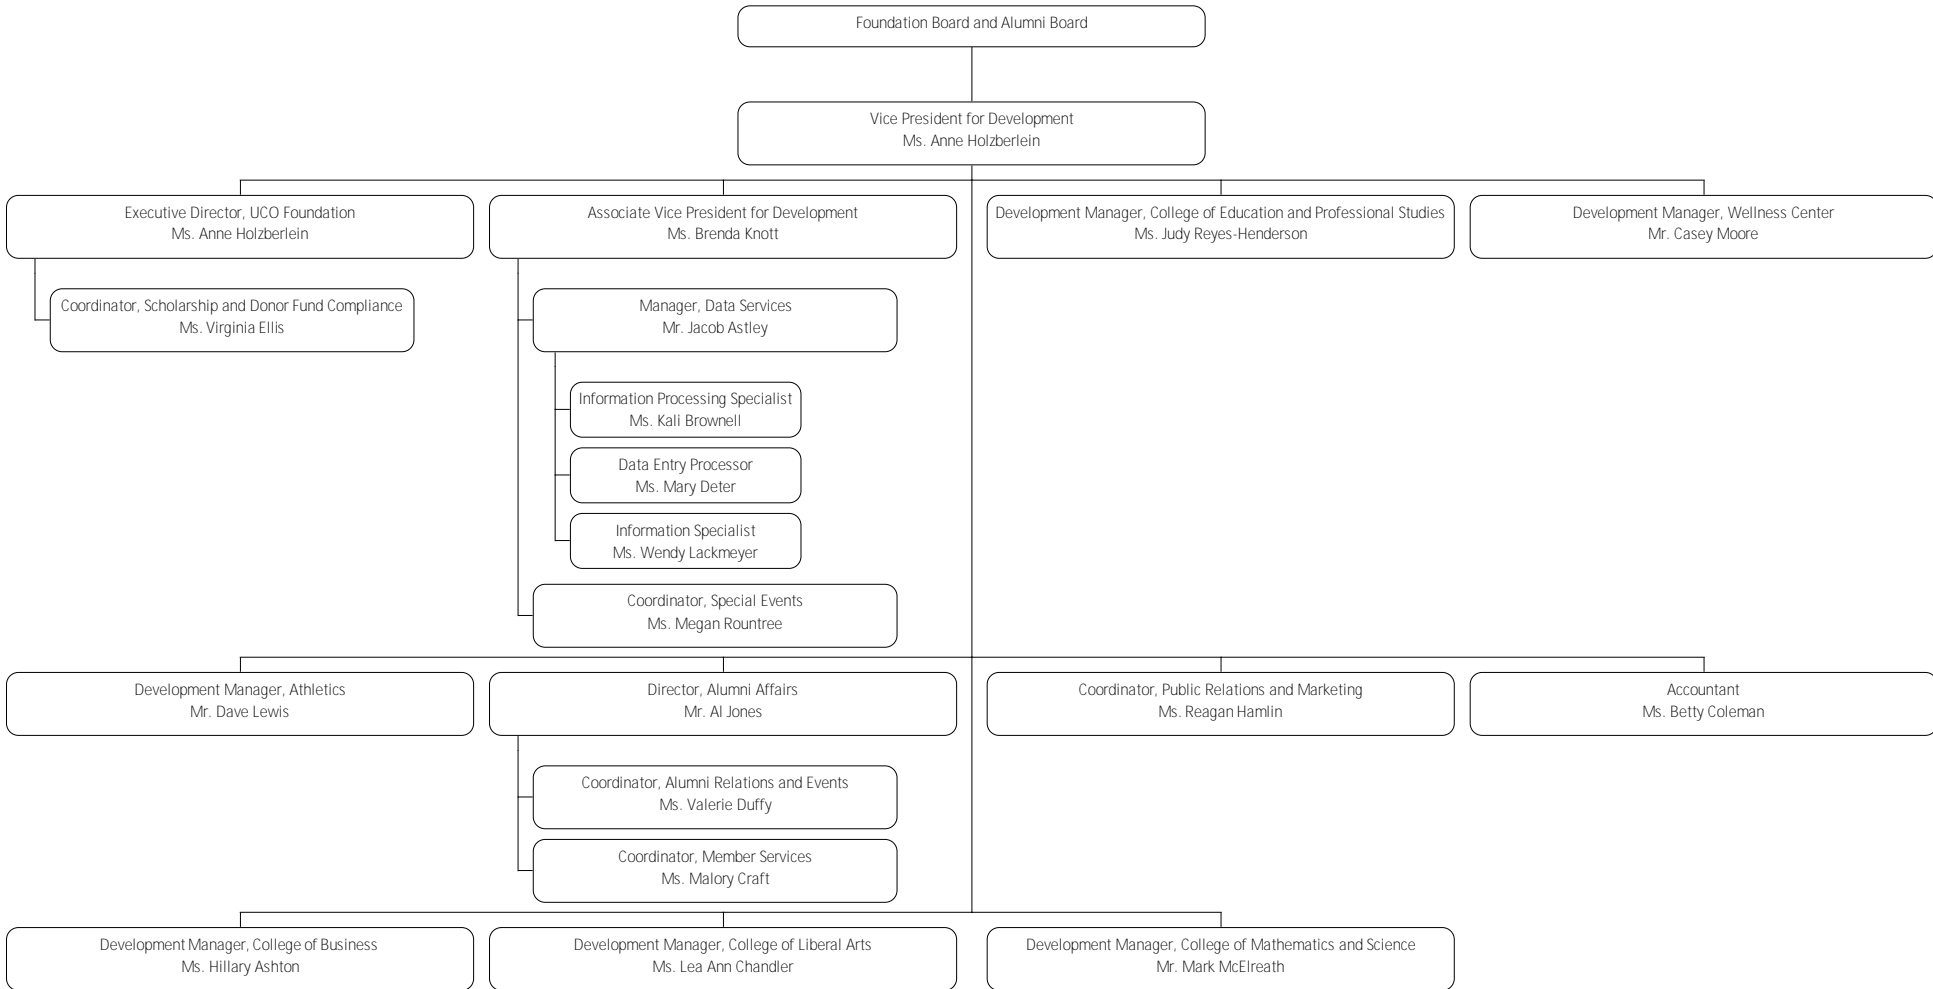 Foundation Board and Alumni Board
Vice President for Development
Ms. Anne Holzberlein
Executive Director, UCO Foundation
Ms. Anne Holzberlein
Associate Vice President for Development
Ms. Brenda Knott
Development Manager, College of Education and Professional Studies
Ms. Judy Reyes-Henderson
Development Manager, Wellness Center
Mr. Casey Moore
Coordinator, Scholarship and Donor Fund Compliance
Ms. Virginia Ellis
Manager, Data Services
Mr. Jacob Astley
Information Processing Specialist
Ms. Kali Brownell
Data Entry Processor
Ms. Mary Deter
Information Specialist
Ms. Wendy Lackmeyer
Coordinator, Special Events
Ms. Megan Rountree
Development Manager, Athletics
Mr. Dave Lewis
Director, Alumni Affairs
Mr. Al Jones
Coordinator, Public Relations and Marketing
Ms. Reagan Hamlin
Accountant
Ms. Betty Coleman
Coordinator, Alumni Relations and Events
Ms. Valerie Duffy
Coordinator, Member Services
Ms. Malory Craft
Development Manager, College of Business
Ms. Hillary Ashton
Development Manager, College of Liberal Arts
Ms. Lea Ann Chandler
Development Manager, College of Mathematics and Science
Mr. Mark McElreath